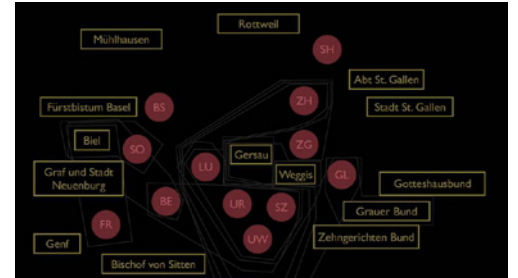 Rottweil
Mühlhausen
SH
Abt St. Gallen
ZH
Fürstbistum Basel
BS
Stadt St. Gallen
Biel
SO
ZG
Gersau
LU
Weggis
GL
Graf und Stadt
Neuenburg
Gotteshausbund
BE
UR
SZ
Grauer Bund
FR
Zehngerichten Bund
UW
Genf
Bischof von Sitten